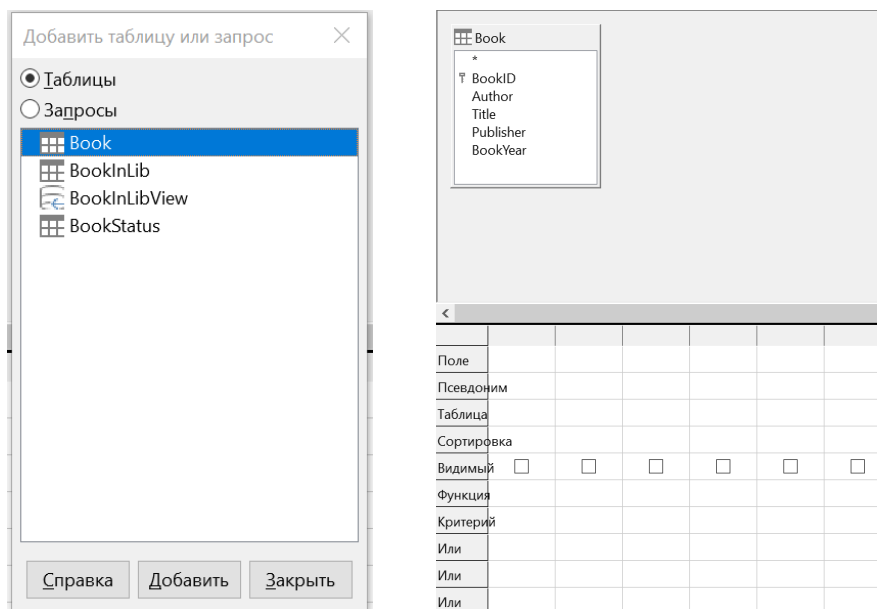 Добавить таблицу или запрос
Таблицы
Запросы
Book
BookInLib
BookInLibView
BookStatus
Справка
Добавить
Закрыть
Book
*
BookID
Author
Title
Publisher
BookYear
Поле
Псевдоним
Таблица
Сортировка
Видимый
Функция
Критерий
Или
Или
Или